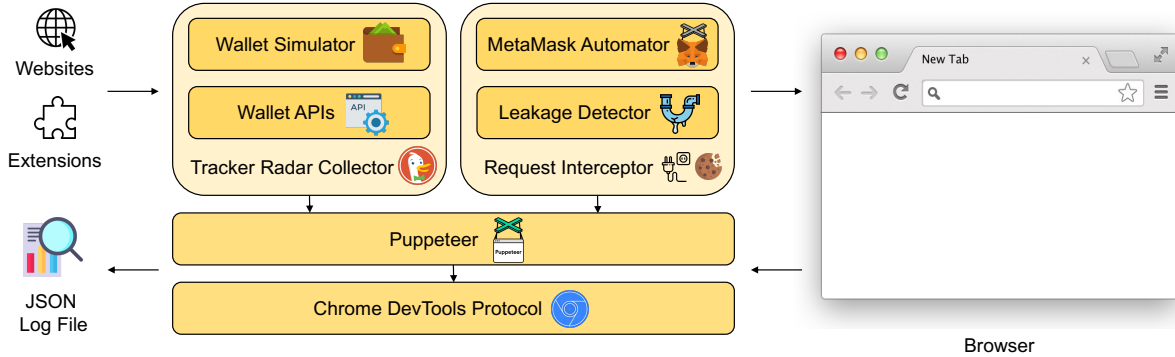 Websites
Extensions
Wallet Simulator
Wallet APIs
API
Tracker Radar Collector
MetaMask Automator
Leakage Detector
Request Interceptor
Puppeteer
Puppeteer
Chrome DevTools Protocol
JSON
Log File
New Tab
Browser